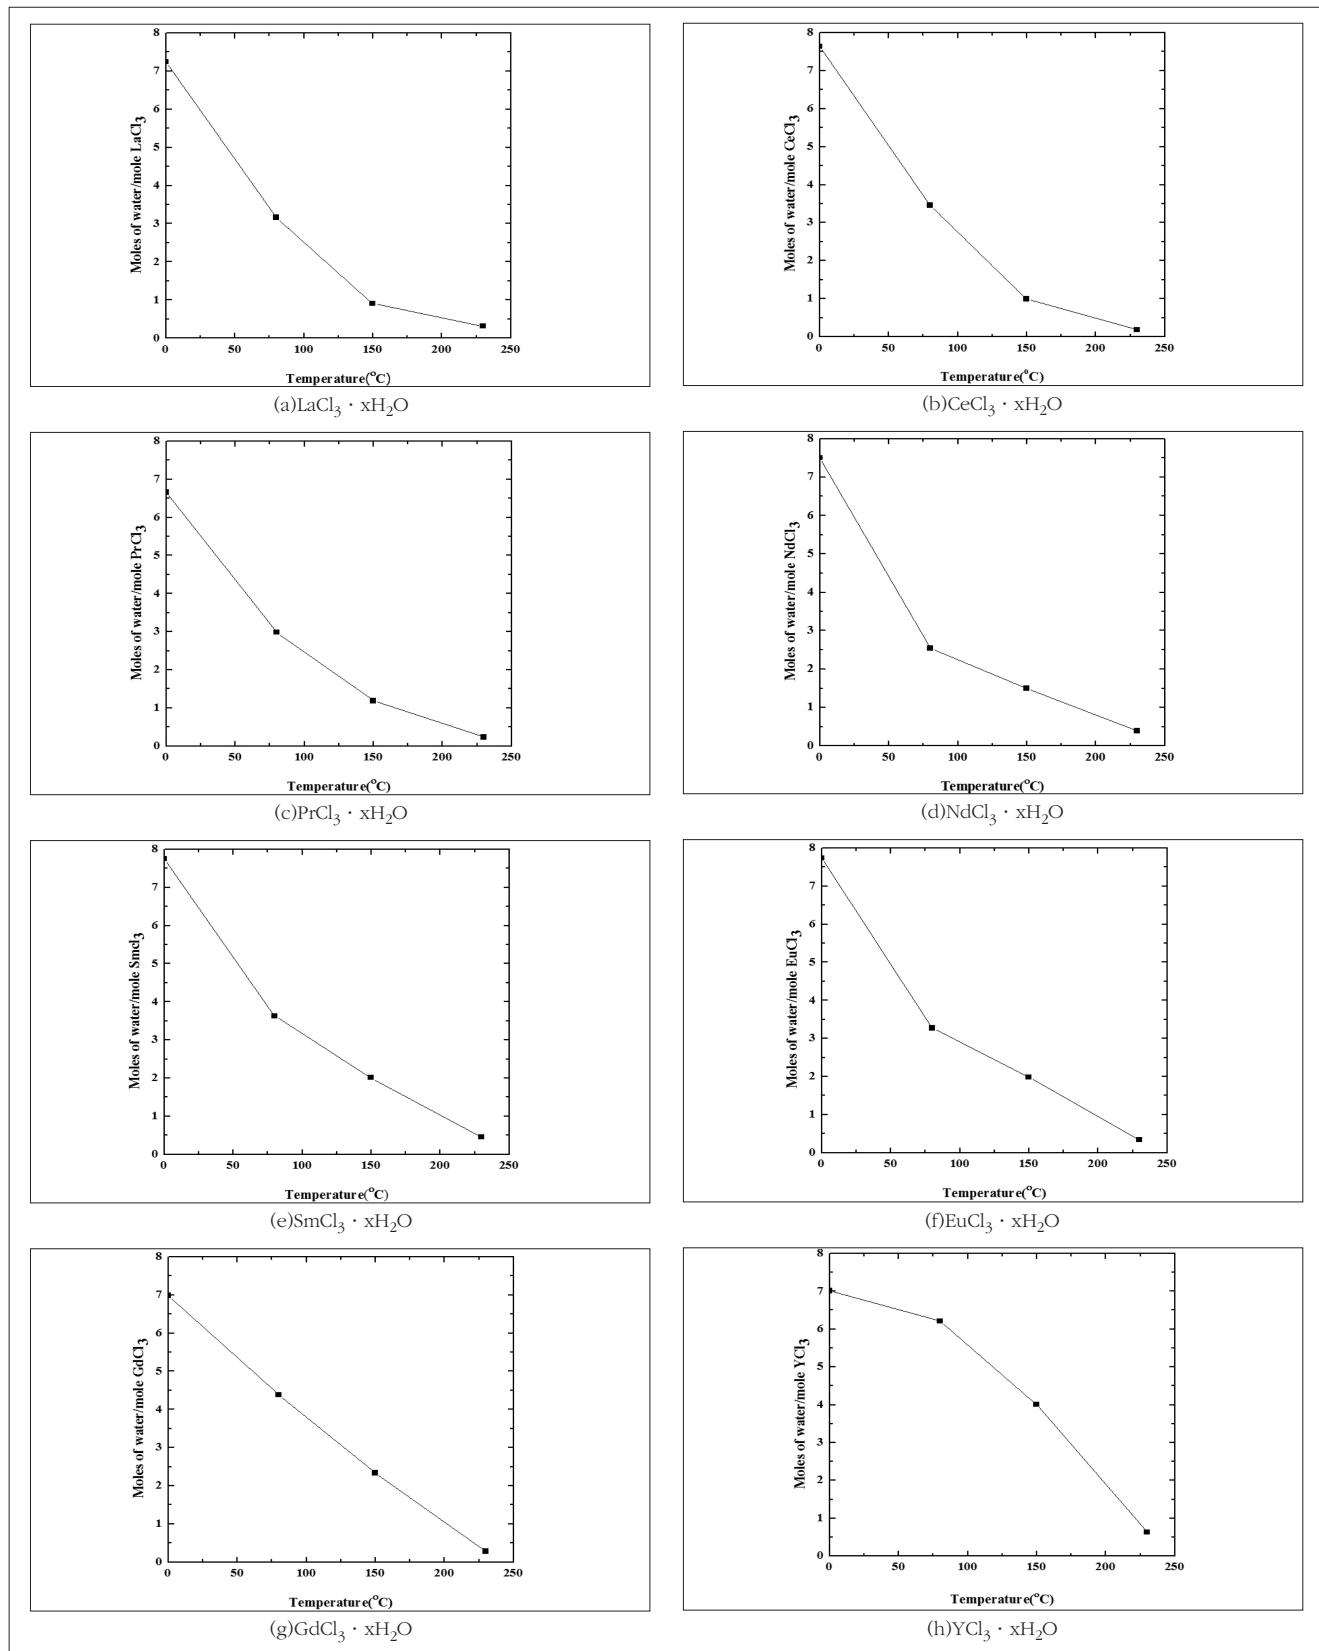 8
7
6
5
4
3
2
1
0
0 50 100 150 200 250
Moles of water/mole LaCl3
Temperature(°C)
(a)LaCl3 · xH2O
8
7
6
5
4
3
2
1
0
0 50 100 150 200 250
Moles of water/mole CeCl3
Temperature(°C)
(b)CeCl3 · xH2O
8
7
6
5
4
3
2
1
0
0 50 100 150 200 250
Moles of water/mole PrCl3
Temperature(°C)
(c)PrCl3 · xH2O
8
7
6
5
4
3
2
1
0
0 50 100 150 200 250
Moles of water/mole NdCl3
Temperature(°C)
(d)NdCl3 · xH2O
8
7
6
5
4
3
2
1
0
0 50 100 150 200 250
Moles of water/mole Smcl3
Temperature(°C)
(e)SmCl3 · xH2O
8
7
6
5
4
3
2
1
0
0 50 100 150 200 250
Moles of water/mole EuCl3
Temperature(°C)
(f)EuCl3 · xH2O
8
7
6
5
4
3
2
1
0
0 50 100 150 200 250
Moles of water/mole GdCl3
Temperature(°C)
(g)GdCl3 · xH2O
8
7
6
5
4
3
2
1
0
0 50 100 150 200 250
Moles of water/mole YCl3
Temperature(°C)
(h)YCl3 · xH2O